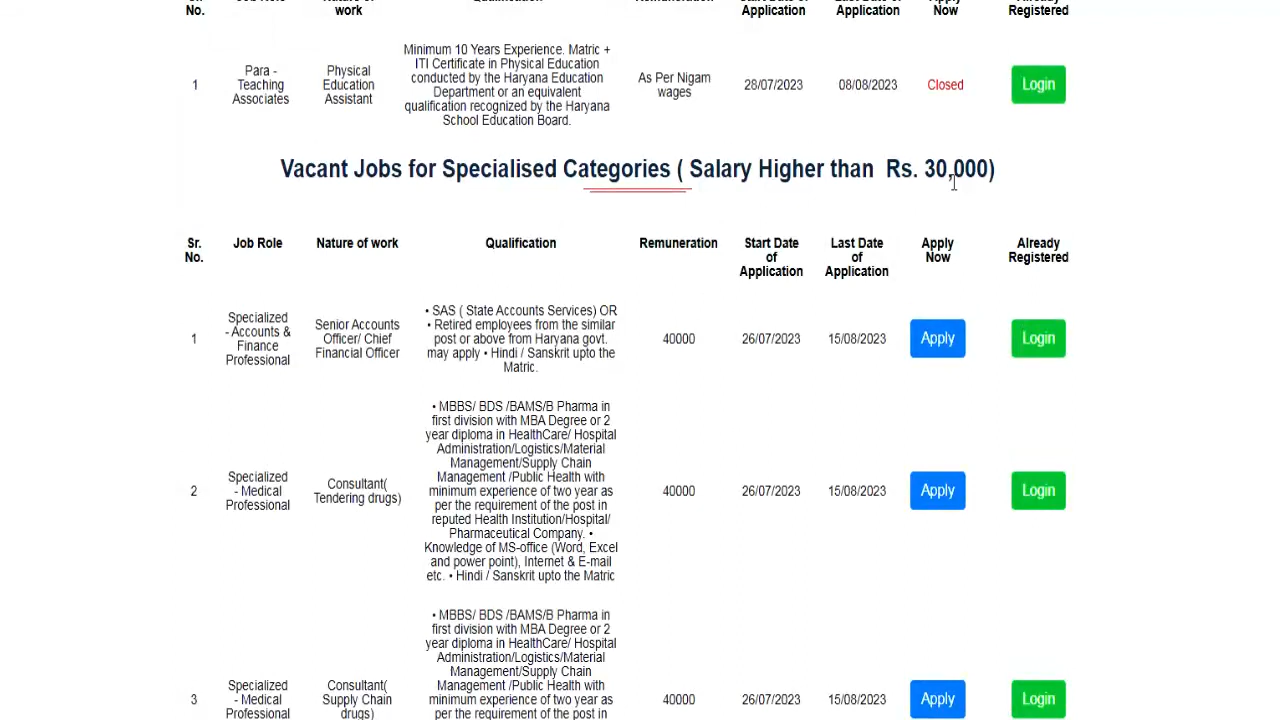 Sr.
No.
Job Role
Nature of
work
Qualification
Remuneration
Start Date of
Application
Last Date of
Application
Apply
Now
Already
Registered
1
Para -
Teaching
Associates
Physical
Education
Assistant
Minimum 10 Years Experience. Matric +
ITI Certificate in Physical Education
conducted by the Haryana Education
Department or an equivalent
qualification recognized by the Haryana
School Education Board.
As Per Nigam
wages
28/07/2023
08/08/2023
Closed
Login
Vacant Jobs for Specialised Categories ( Salary Higher than Rs. 30,000)
Sr.
No.
Job Role
Nature of work
Qualification
Remuneration
Start Date
of
Application
Last Date
of
Application
Apply
Now
Already
Registered
1
Specialized
- Accounts &
Finance
Professional
Senior Accounts
Officer/ Chief
Financial Officer
• SAS ( State Accounts Services) OR
• Retired employees from the similar
post or above from Haryana govt.
may apply • Hindi / Sanskrit upto the
Matric.
40000
26/07/2023
15/08/2023
Apply
Login
2
Specialized
- Medical
Professional
Consultant(
Tendering drugs)
• MBBS/ BDS /BAMS/B Pharma in
first division with MBA Degree or 2
year diploma in HealthCare/ Hospital
Administration/Logistics/Material
Management/Supply Chain
Management /Public Health with
minimum experience of two year as
per the requirement of the post in
reputed Health Institution/Hospital/
Pharmaceutical Company. •
Knowledge of MS-office (Word, Excel
and power point), Internet & E-mail
etc. • Hindi / Sanskrit upto the Matric
40000
26/07/2023
15/08/2023
Apply
Login
3
Specialized
- Medical
Professional
Consultant(
Supply Chain
drugs)
• MBBS/ BDS /BAMS/B Pharma in
first division with MBA Degree or 2
year diploma in HealthCare/ Hospital
Administration/Logistics/Material
Management/Supply Chain
Management /Public Health with
minimum experience of two year as
per the requirement of the post in
40000
26/07/2023
15/08/2023
Apply
Login